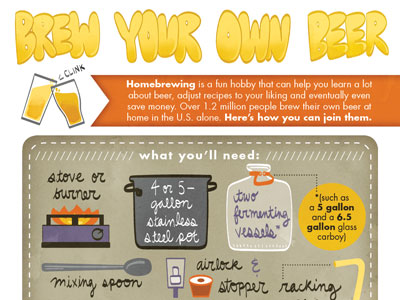 BREW YOUR OWN BEER
CLINK
Homebrewing is a fun hobby that can help you learn a lot
about beer, adjust recipes to your liking and eventually even
save money. Over 1.2 million people brew their own beer at
home in the U.S. alone. Here's how you can join them.
what you'll need:
stove or
burner
4 or 5-
gallon
stainless
steel pot
two
fermenting
vessels*
*(such as
a 5 gallon
and a 6.5
gallon glass
carboy)
mixing spoon
airlock &
stopper
racking